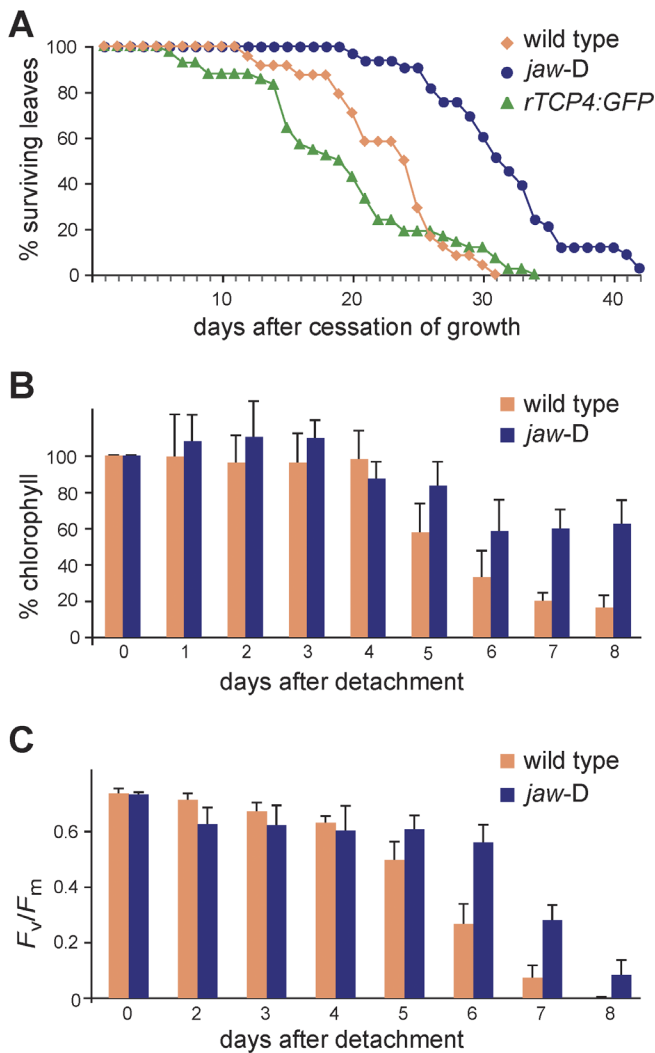 A
wild type
jaw-D
rTCP4:GFP
% surviving leaves
100
80
60
40
20
0
10 20 30 40
days after cessation of growth
B
wild type
jaw-D
% chlorophyll
100
80
60
40
20
0
0 1 2 3 4 5 6 7 8
days after detachment
C
wild type
jaw-D
Fv/Fm
0.6
0.4
0.2
0
0 2 3 4 5 6 7 8
days after detachment